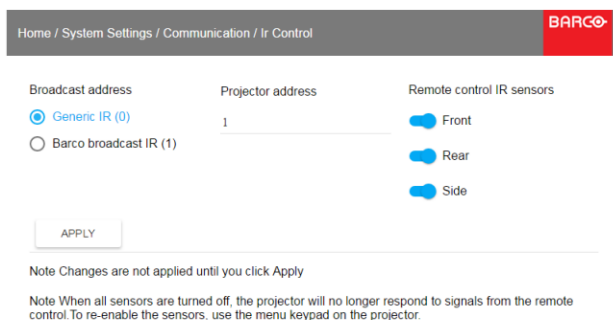 Home / System Settings / Communication / Ir Control
BARCO
Broadcast address
Projector address
Remote control IR sensors
Generic IR (0)
1
Front
Barco broadcast IR (1)
Rear
Side
APPLY
Note Changes are not applied until you click Apply
Note When all sensors are turned off, the projector will no longer respond to signals from the remote
control.To re-enable the sensors, use the menu keypad on the projector.